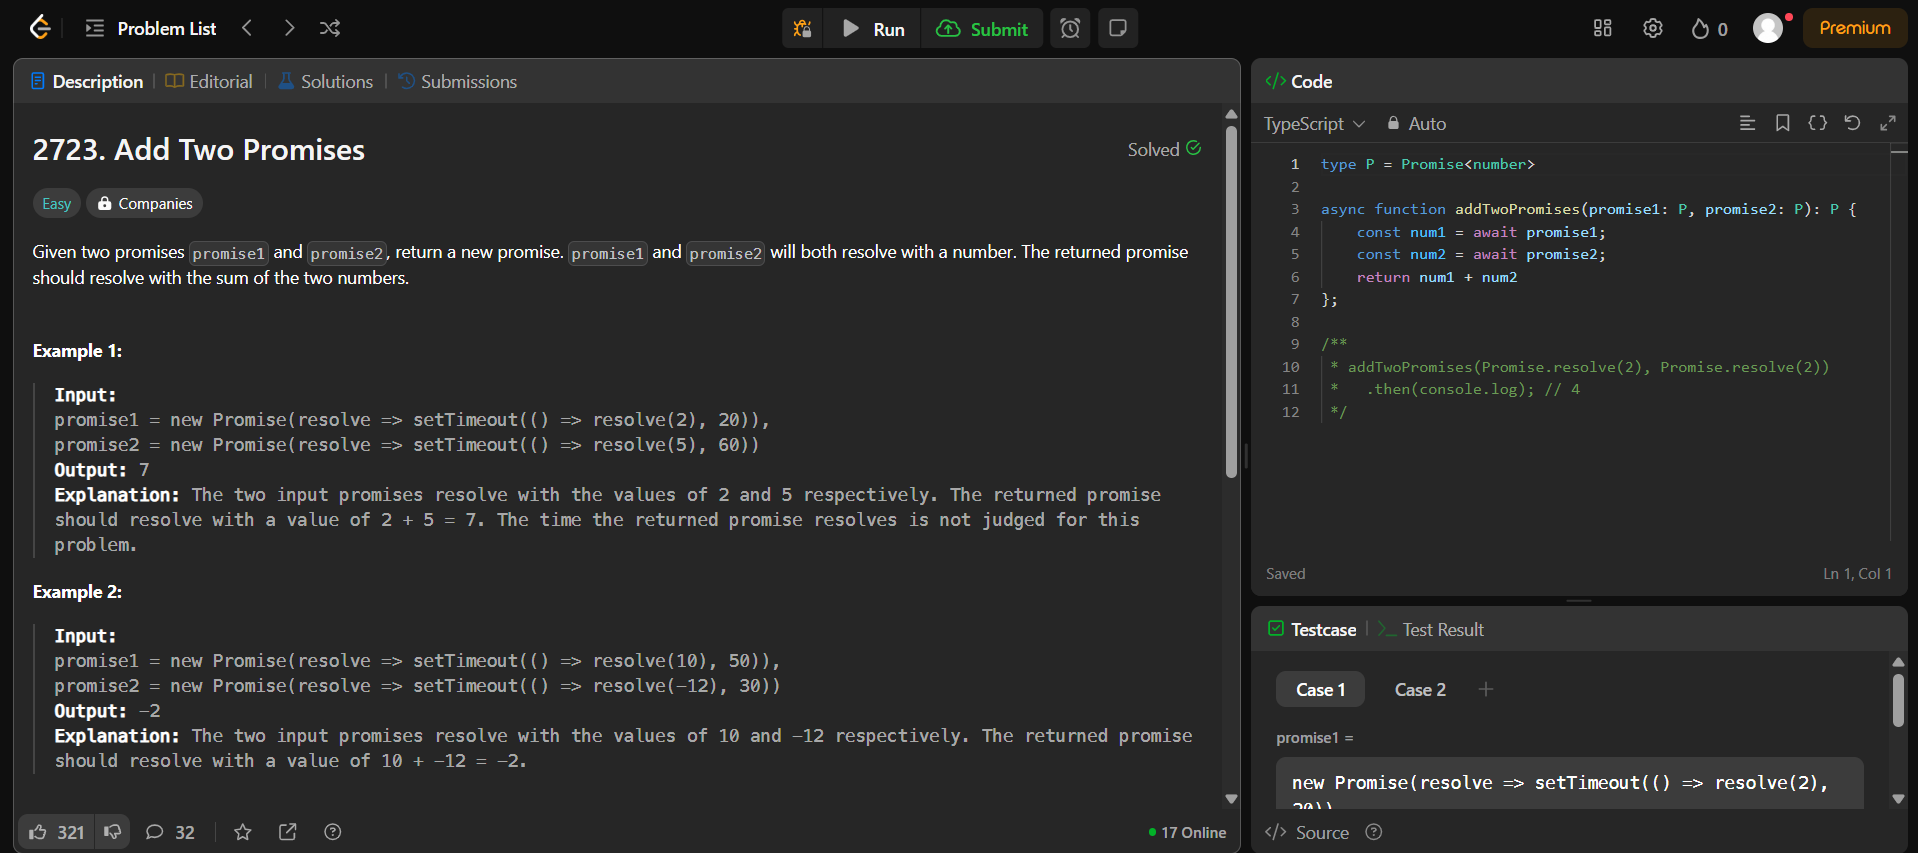 Problem List
Run
Submit
0
Premium
Description
Editorial
Solutions
Submissions
2723. Add Two Promises
Solved
Easy
Companies
Given two promises promise1 and promise2, return a new promise. promise1 and promise2 will both resolve with a number. The returned promise
should resolve with the sum of the two numbers.
Example 1:
Input:
promise1 = new Promise(resolve => setTimeout(() => resolve(2), 20)),
promise2 = new Promise(resolve => setTimeout(() => resolve(5), 60))
Output: 7
Explanation: The two input promises resolve with the values of 2 and 5 respectively. The returned promise
should resolve with a value of 2 + 5 = 7. The time the returned promise resolves is not judged for this
problem.
Example 2:
Input:
promise1 = new Promise(resolve => setTimeout(() => resolve(10), 50)),
promise2 = new Promise(resolve => setTimeout(() => resolve(-12), 30))
Output: -2
Explanation: The two input promises resolve with the values of 10 and -12 respectively. The returned promise
should resolve with a value of 10 + -12 = -2.
321
32
17 Online
</> Code
TypeScript
Auto
1 type P = Promise<number>
2
3 async function addTwoPromises(promise1: P, promise2: P): P {
4     const num1 = await promise1;
5     const num2 = await promise2;
6     return num1 + num2
7 };
8
9 /**
10  * addTwoPromises(Promise.resolve(2), Promise.resolve(2))
11  *   .then(console.log); // 4
12  */
Saved
Ln 1, Col 1
Testcase
Test Result
Case 1
Case 2
+
promise1 =
new Promise(resolve => setTimeout(() => resolve(2),
20))
</> Source